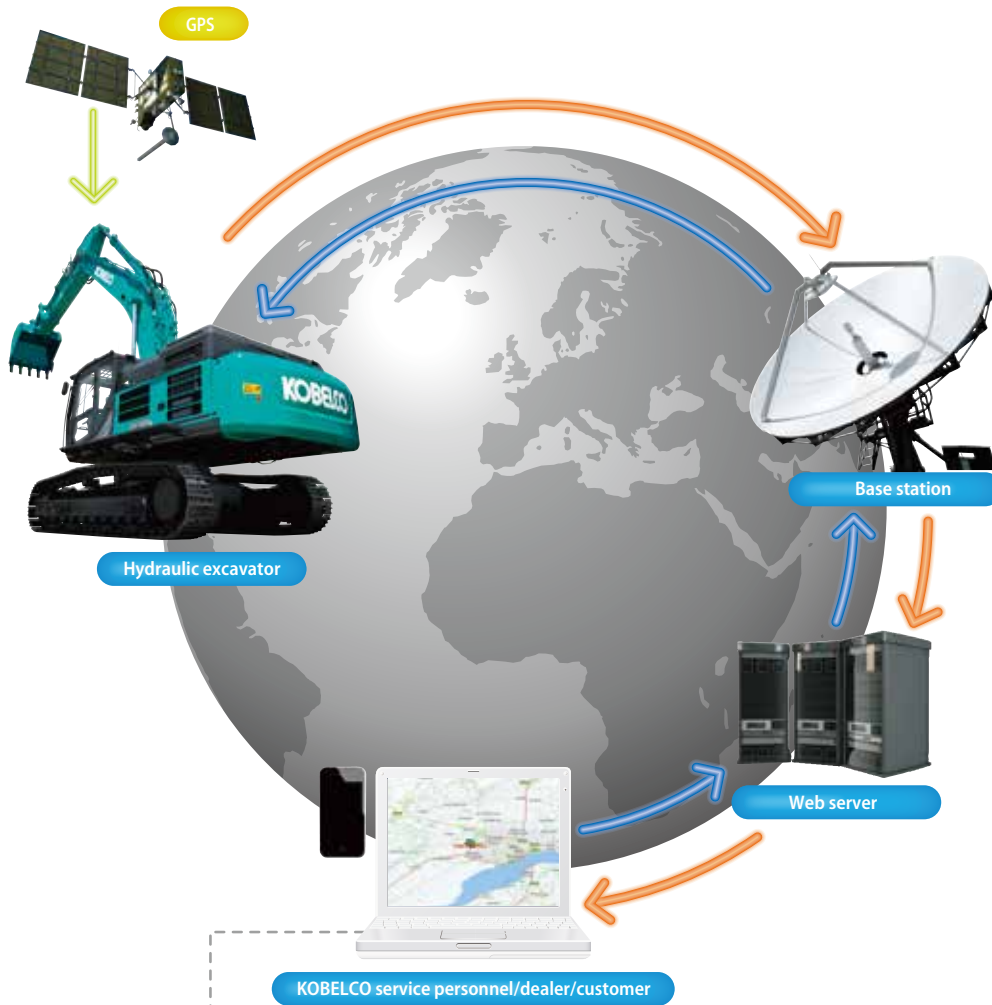 GPS
KOBELCO
Base station
Hydraulic excavator
Web server
KOBELCO service personnel/dealer/customer